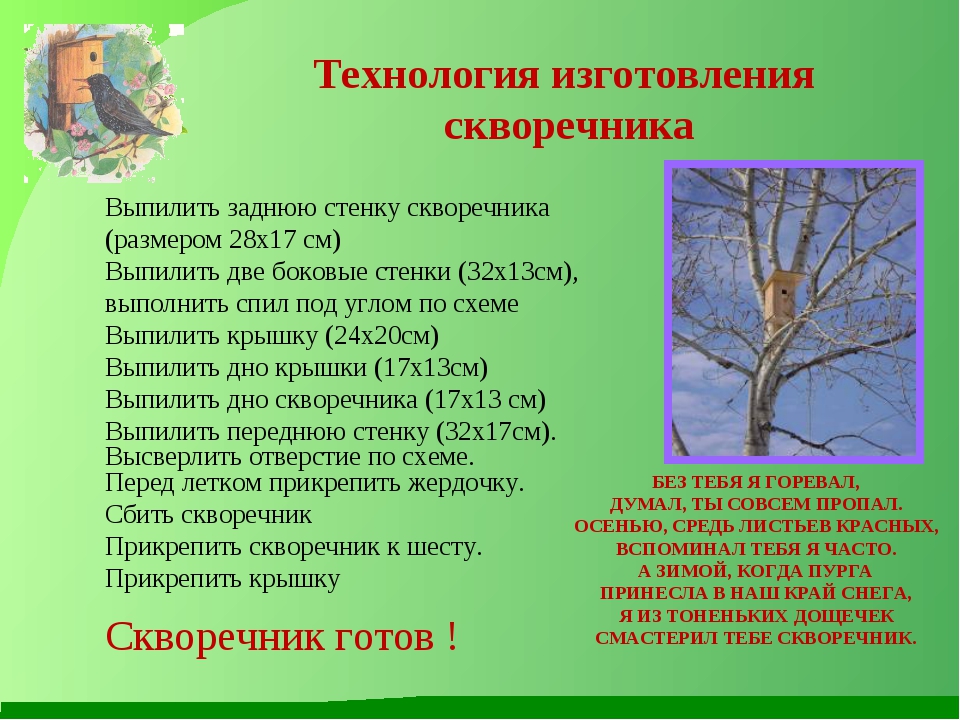 Технология изготовления
скворечника
Выпилить заднюю стенку скворечника
(размером 28х17 см)
Выпилить две боковые стенки (32х13см),
выполнить спил под углом по схеме
Выпилить крышку (24х20см)
Выпилить дно крышки (17х13см)
Выпилить дно скворечника (17х13 см)
Выпилить переднюю стенку (32х17см).
Высверлить отверстие по схеме.
Перед летком прикрепить жердочку.
Сбить скворечник
Прикрепить скворечник к шесту.
Прикрепить крышку
Скворечник готов !
БЕЗ ТЕБЯ Я ГОРЕВАЛ,
ДУМАЛ, ТЫ СОВСЕМ ПРОПАЛ.
ОСЕНЬЮ, СРЕДЬ ЛИСТЬЕВ КРАСНЫХ,
ВСПОМИНАЛ ТЕБЯ Я ЧАСТО.
А ЗИМОЙ, КОГДА ПУРГА
ПРИНЕСЛА В НАШ КРАЙ СНЕГА,
Я ИЗ ТОНЕНЬКИХ ДОЩЕЧЕК
СМАСТЕРИЛ ТЕБЕ СКВОРЕЧНИК.